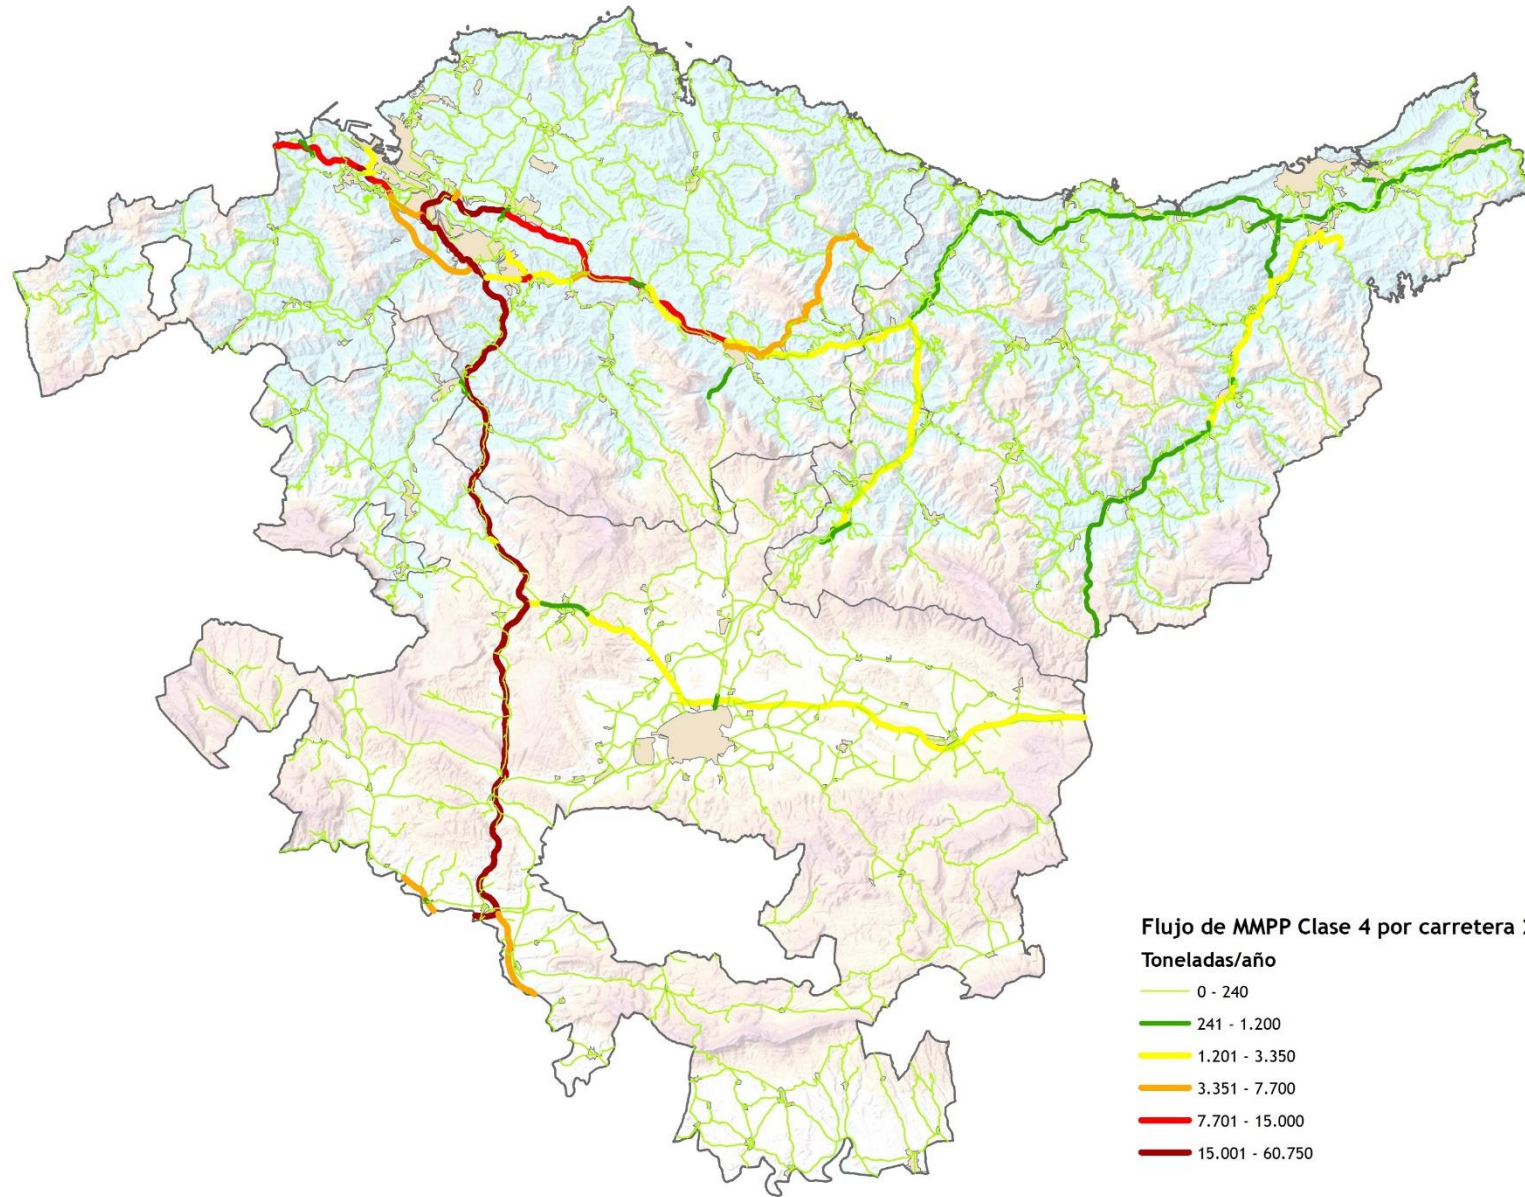 Flujo de MMPP Clase 4 por carretera
Toneladas/año
0 - 240
241 - 1.200
1.201 - 3.350
3.351 - 7.700
7.701 - 15.000
15.001 - 60.750